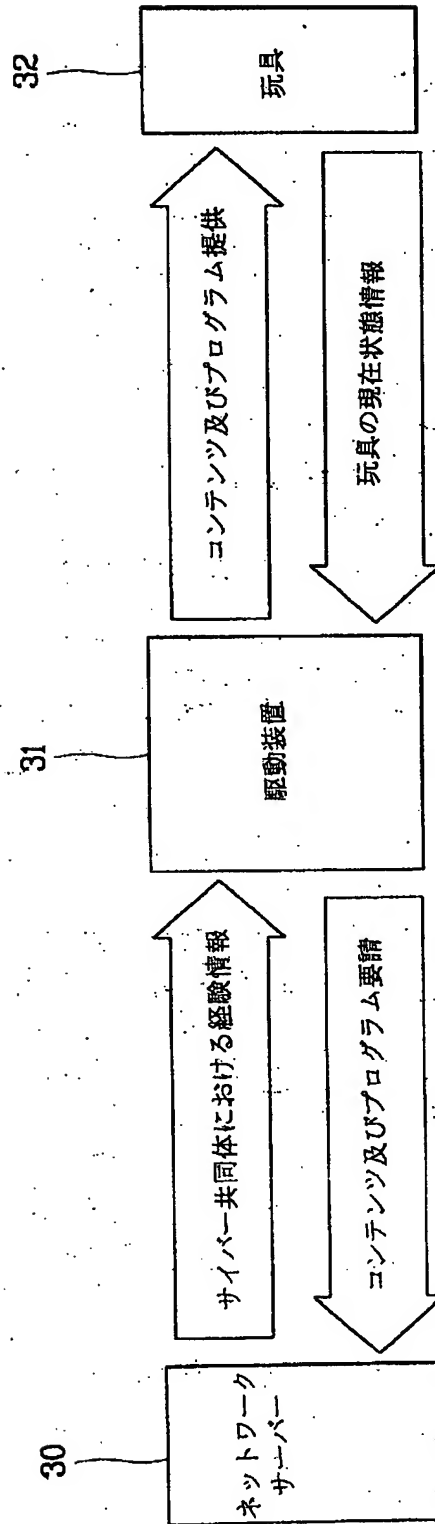 30
ネットワーク
サーバー
サイバー共同体における経験情報
コンテンツ及びプログラム要請
31
駆動装置
コンテンツ及びプログラム提供
玩具の現在状態情報
32
玩具